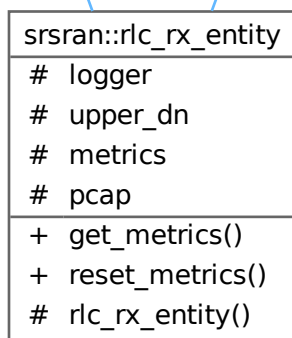 srsran::rlc_rx_entity
# logger
# upper_dn
# metrics
# pcap
+ get_metrics()
+ reset_metrics()
# rlc_rx_entity()